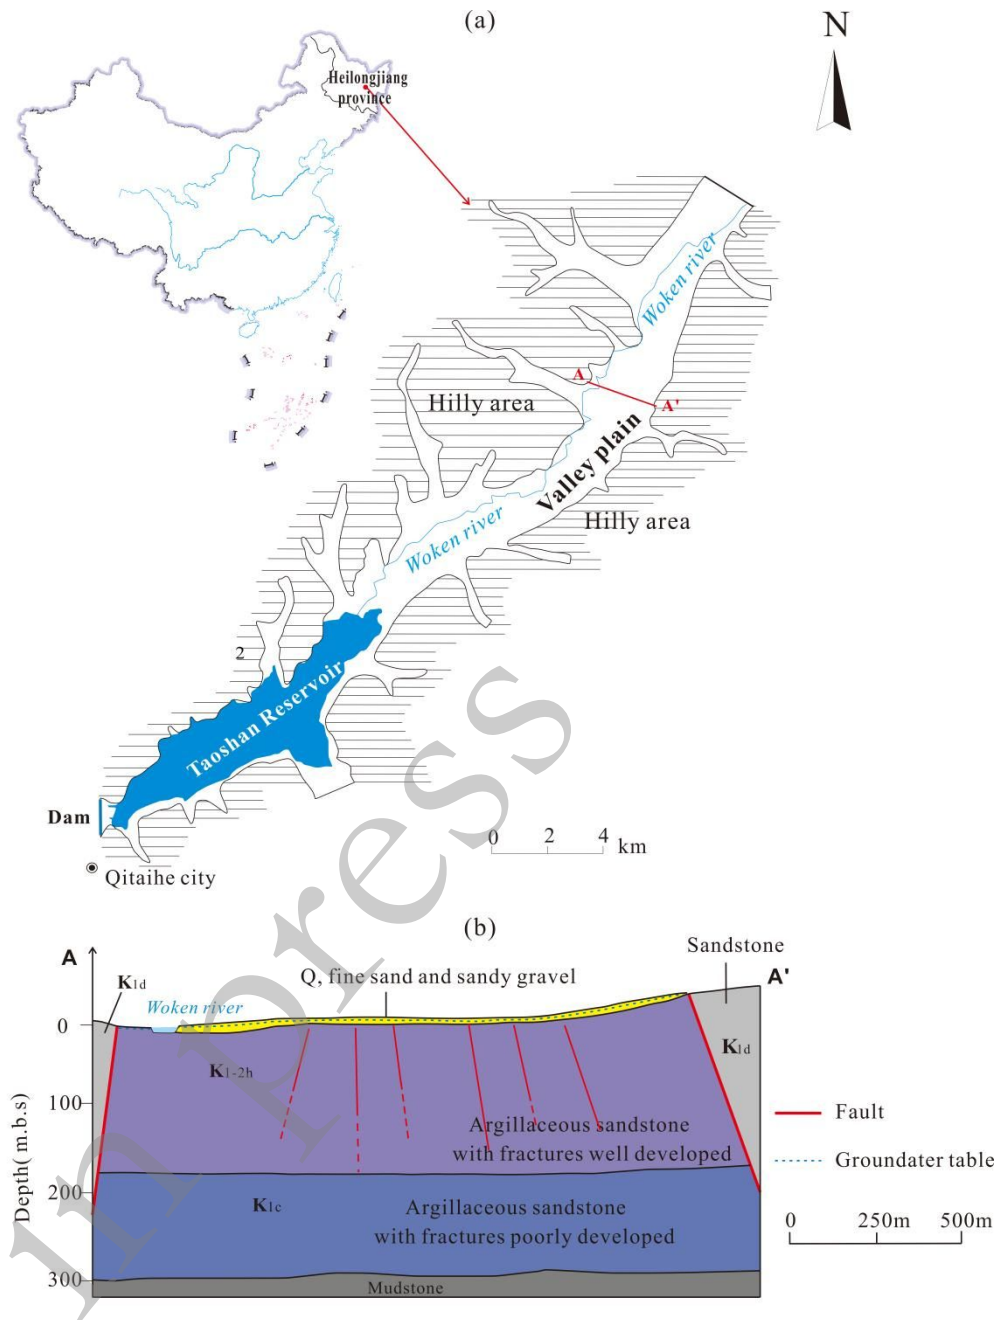 (a)
N
Heilongjiang
province
Woken river
A
A'
Hilly area
Valley plain
Hilly area
Woken river
2
Taoshan Reservoir
Dam
0 2 4 km
Qitaihe city
In press
(b)
Sandstone
A
A'
K1d
Q, fine sand and sandy gravel
Woken river
0
K1-2h
K1d
100
Argillaceous sandstone
with fractures well developed
Fault
Groundater table
Depth( m.b.s)
200
K1c
Argillaceous sandstone
with fractures poorly developed
0 250m 500m
300
Mudstone